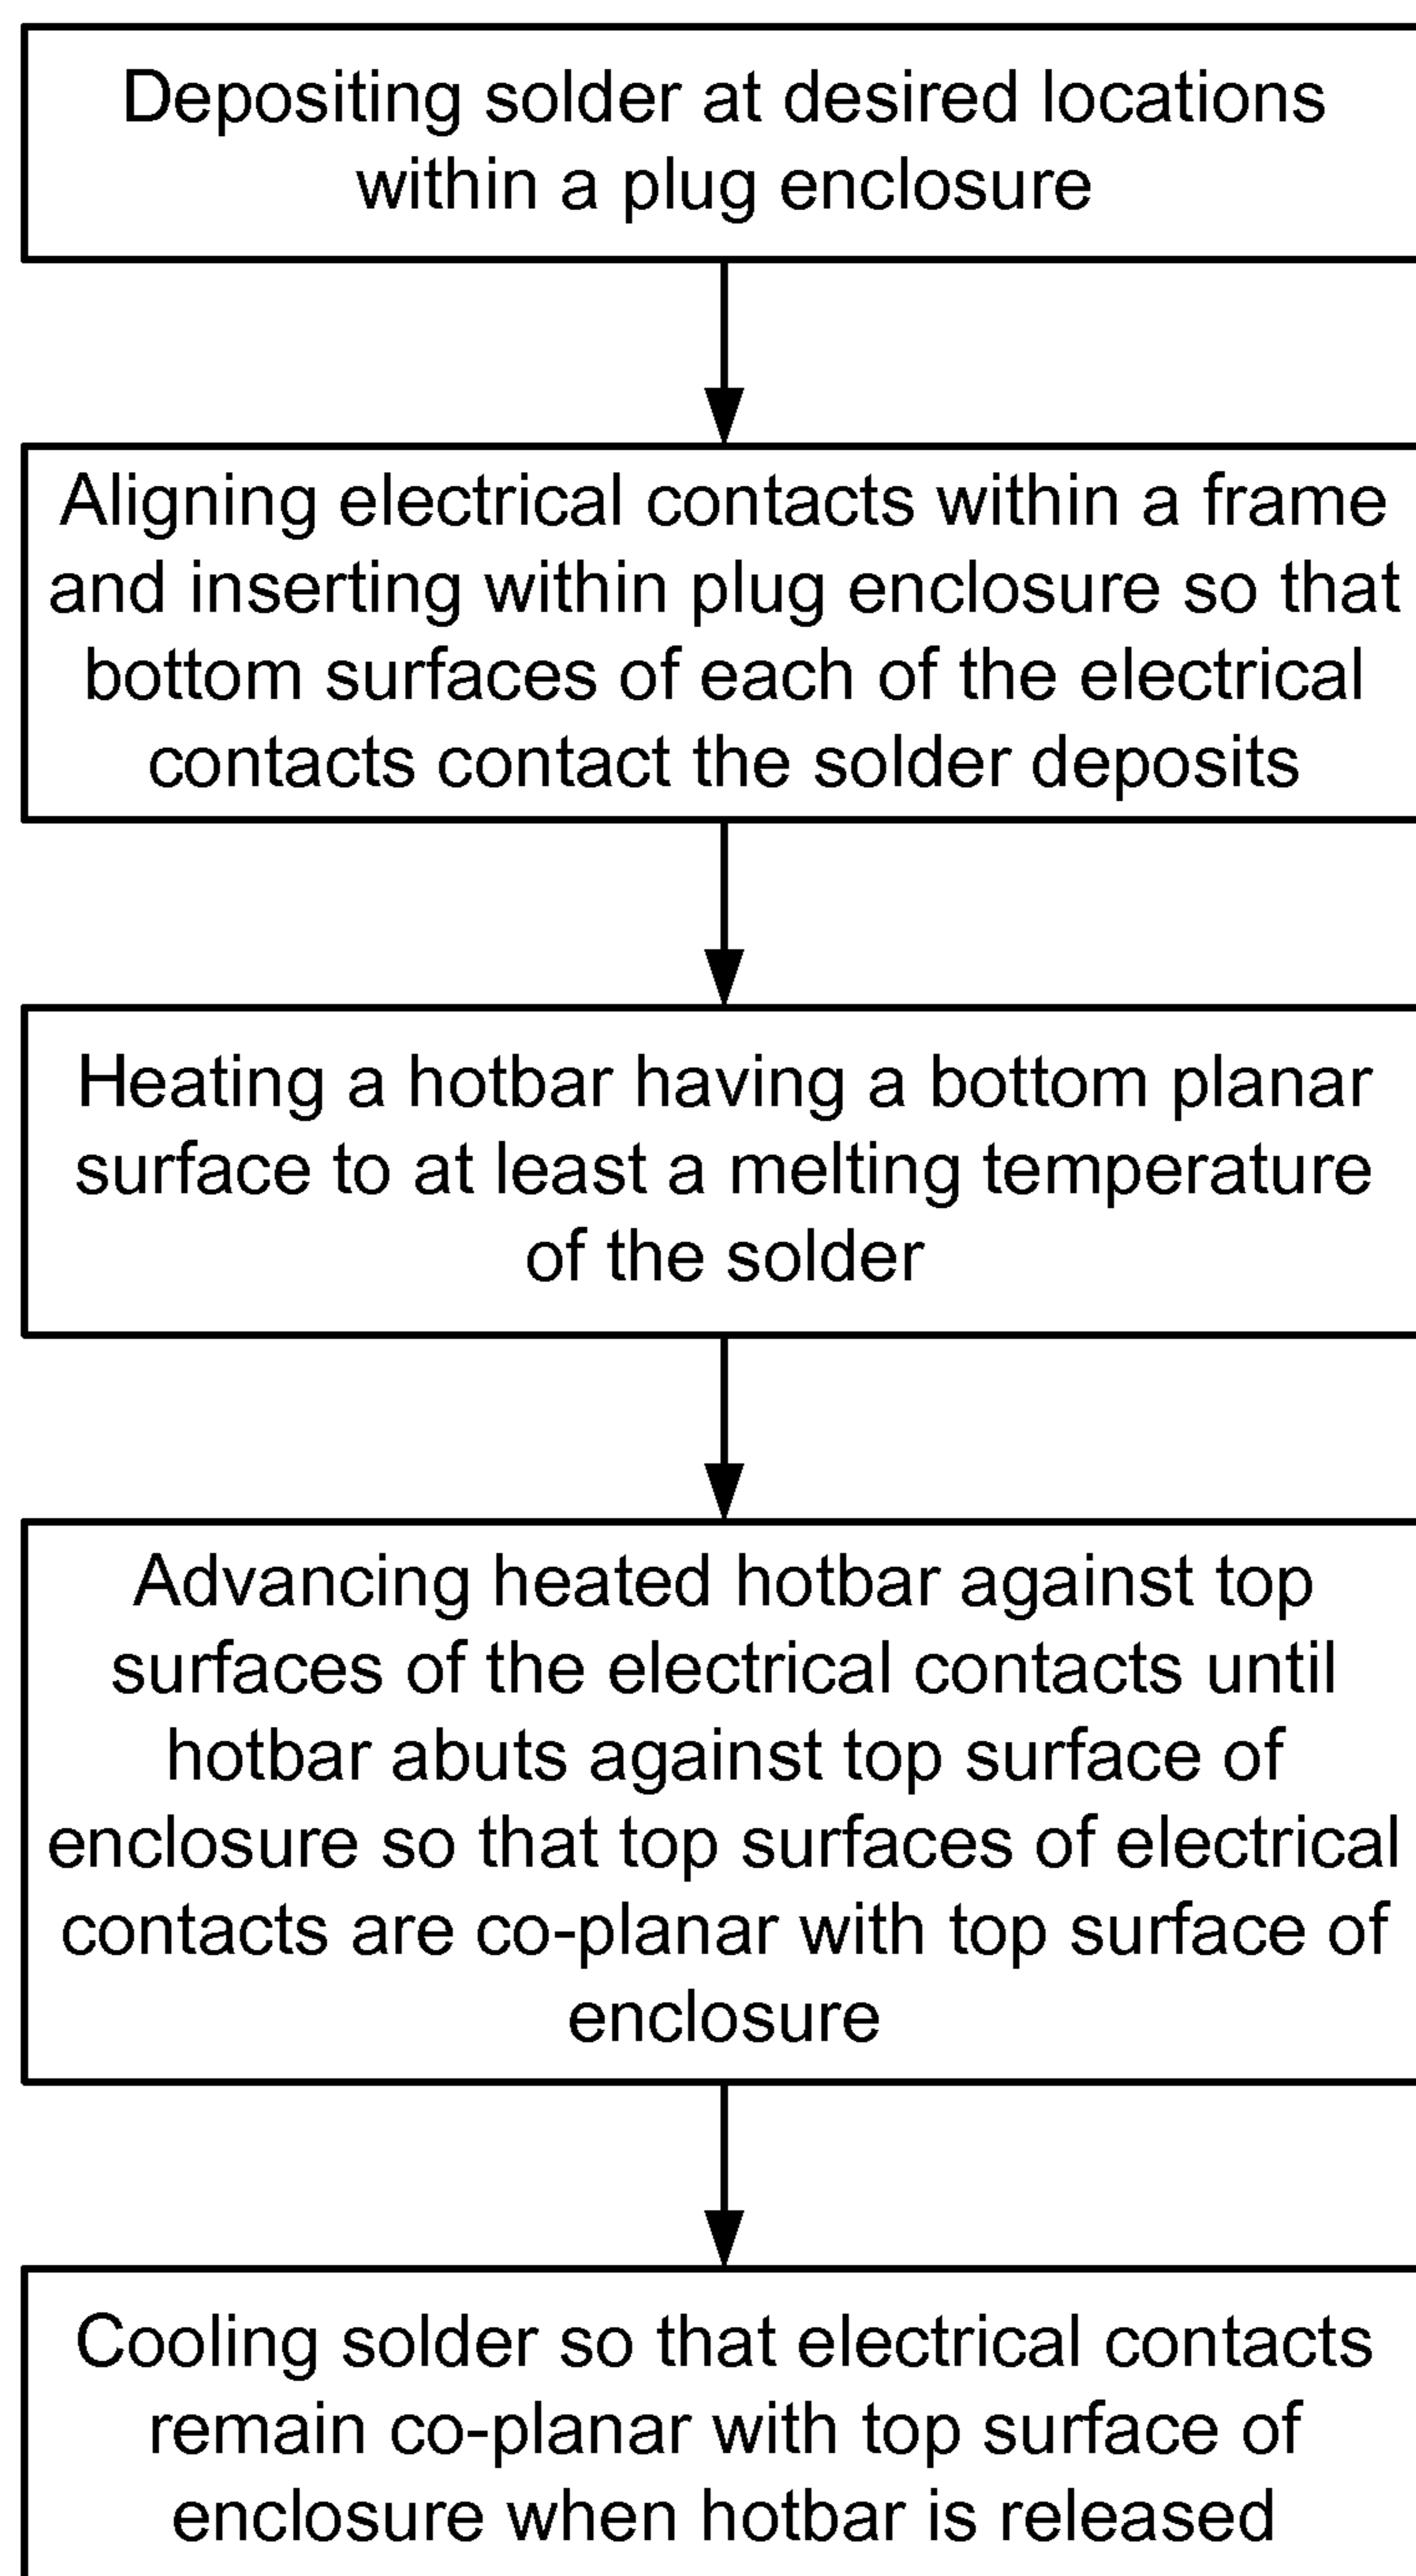 Depositing solder at desired locations
within a plug enclosure
Aligning electrical contacts within a frame
and inserting within plug enclosure so that
bottom surfaces of each of the electrical
contacts contact the solder deposits
Heating a hotbar having a bottom planar
surface to at least a melting temperature
of the solder
Advancing heated hotbar against top
surfaces of the electrical contacts until
hotbar abuts against top surface of
enclosure so that top surfaces of electrical
contacts are co-planar with top surface of
enclosure
Cooling solder so that electrical contacts
remain co-planar with top surface of
enclosure when hotbar is released